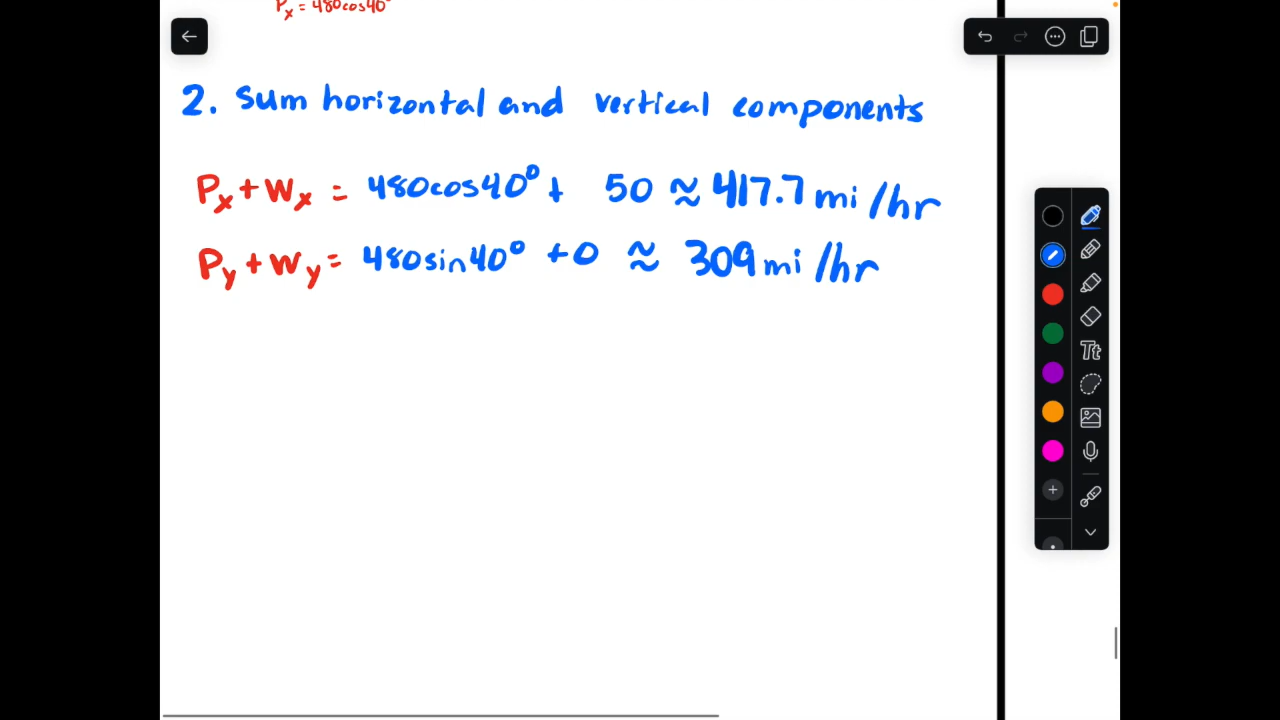 Px = 480cos40°
2. sum horizontal and vertical components
Px + Wx = 480cos40° + 50 ≈ 417.7 mi/hr
Py + Wy = 480sin40° + 0 ≈ 309 mi/hr
Tt